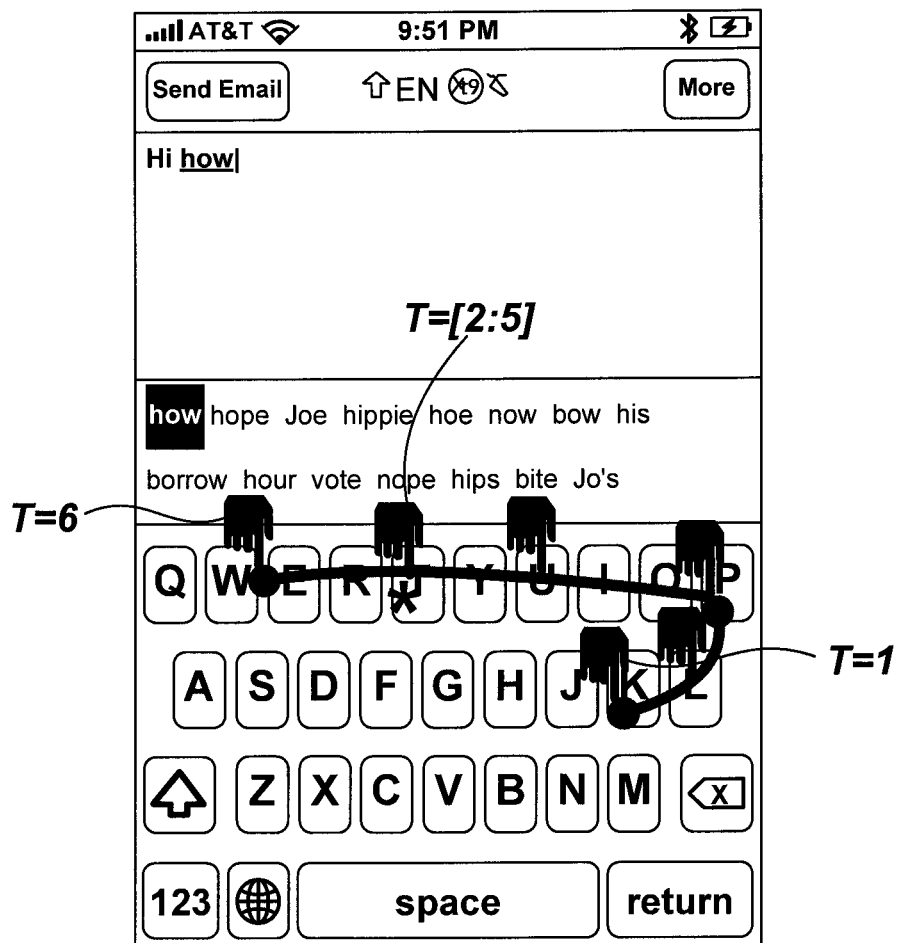 AT&T 9:51 PM
Send Email EN Xt9 More
Hi how
T=[2:5]
how hope Joe hippie hoe now bow his
borrow hour vote nope hips bite Jo's
T=6
Q W E R * Y U I O P
T=1
A S D F G H J K L
Z X C V B N M X
123 space return